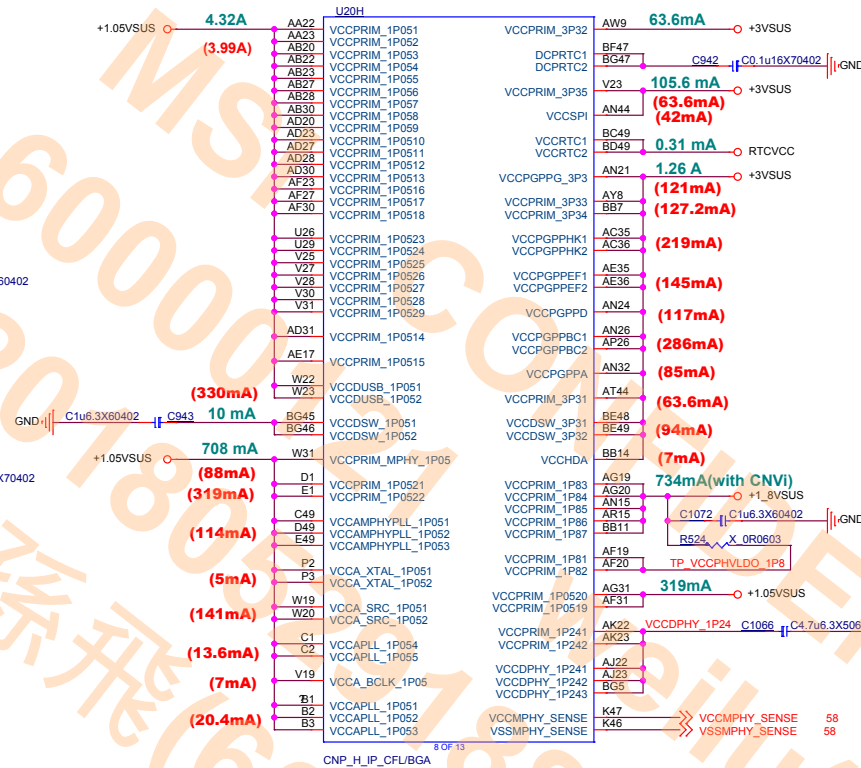 U20H
+1.05VSUS 4.32A (3.99A)
AA22 VCCPRIM_1P051
AA23 VCCPRIM_1P052
AB20 VCCPRIM_1P053
AB22 VCCPRIM_1P054
AB23 VCCPRIM_1P055
AB27 VCCPRIM_1P056
AB28 VCCPRIM_1P057
AB30 VCCPRIM_1P058
AD20 VCCPRIM_1P059
AD23 VCCPRIM_1P0510
AD27 VCCPRIM_1P0511
AD28 VCCPRIM_1P0512
AD30 VCCPRIM_1P0513
AF23 VCCPRIM_1P0516
AF27 VCCPRIM_1P0517
AF30 VCCPRIM_1P0518
U26 VCCPRIM_1P0523
U29 VCCPRIM_1P0524
V25 VCCPRIM_1P0525
V27 VCCPRIM_1P0526
V28 VCCPRIM_1P0527
V30 VCCPRIM_1P0528
V31 VCCPRIM_1P0529
AD31 VCCPRIM_1P0514
AE17 VCCPRIM_1P0515
(330mA)
W22 VCCDUSB_1P051
W23 VCCDUSB_1P052
GND C1u6.3X60402 C943 10 mA
BG45 VCCDSW_1P051
BG46 VCCDSW_1P052
+1.05VSUS 708 mA
W31 VCCPRIM_MPHY_1P05
(88mA)
D1 VCCPRIM_1P0521
(319mA)
E1 VCCPRIM_1P0522
C49 VCCAMPHYPLL_1P051
(114mA)
D49 VCCAMPHYPLL_1P052
E49 VCCAMPHYPLL_1P053
P2 VCCA_XTAL_1P051
(5mA)
P3 VCCA_XTAL_1P052
W19 VCCA_SRC_1P051
(141mA)
W20 VCCA_SRC_1P052
C1 VCCAPLL_1P054
(13.6mA)
C2 VCCAPLL_1P055
(7mA)
V19 VCCA_BCLK_1P05
?
B1 VCCAPLL_1P051
(20.4mA)
B2 VCCAPLL_1P052
B3 VCCAPLL_1P053
VCCPRIM_3P32 AW9 63.6mA +3VSUS
DCPRTC1 BF47
DCPRTC2 BG47 C942 C0.1u16X70402 GND
VCCPRIM_3P35 V23 105.6 mA +3VSUS
(63.6mA)
VCCSPI AN44 (42mA)
VCCRTC1 BC49
VCCRTC2 BD49 0.31 mA RTCVCC
VCCPGPPG_3P3 AN21 1.26 A +3VSUS
(121mA)
VCCPRIM_3P33 AY8
VCCPRIM_3P34 BB7 (127.2mA)
VCCPGPPHK1 AC35
VCCPGPPHK2 AC36 (219mA)
VCCPGPPEF1 AE35
VCCPGPPEF2 AE36 (145mA)
VCCPGPPD AN24 (117mA)
VCCPGPPBC1 AN26
VCCPGPPBC2 AP26 (286mA)
VCCPGPPA AN32 (85mA)
VCCPRIM_3P31 AT44 (63.6mA)
VCCDSW_3P31 BE48
VCCDSW_3P32 BE49 (94mA)
VCCHDA BB14 (7mA)
734mA(with CNVi)
VCCPRIM_1P83 AG19
VCCPRIM_1P84 AG20 +1_8VSUS
VCCPRIM_1P85 AN15
VCCPRIM_1P86 AR15 C1072 C1u6.3X60402 GND
VCCPRIM_1P87 BB11
R524 X_0R0603
VCCPRIM_1P81 AF19
VCCPRIM_1P82 AF20 TP_VCCPHVLDO_1P8
VCCPRIM_1P0520 AG31 319mA +1.05VSUS
VCCPRIM_1P0519 AF31
VCCPRIM_1P241 AK22 VCCDPHY_1P24 C1066 C4.7u6.3X506
VCCPRIM_1P242 AK23
VCCDPHY_1P241 AJ22
VCCDPHY_1P242 AJ23
VCCDPHY_1P243 BG5
VCCMPHY_SENSE K47 VCCMPHY_SENSE 58
VSSMPHY_SENSE K46 VSSMPHY_SENSE 58
8 OF 13
CNP_H_IP_CFL/BGA
60402
X70402